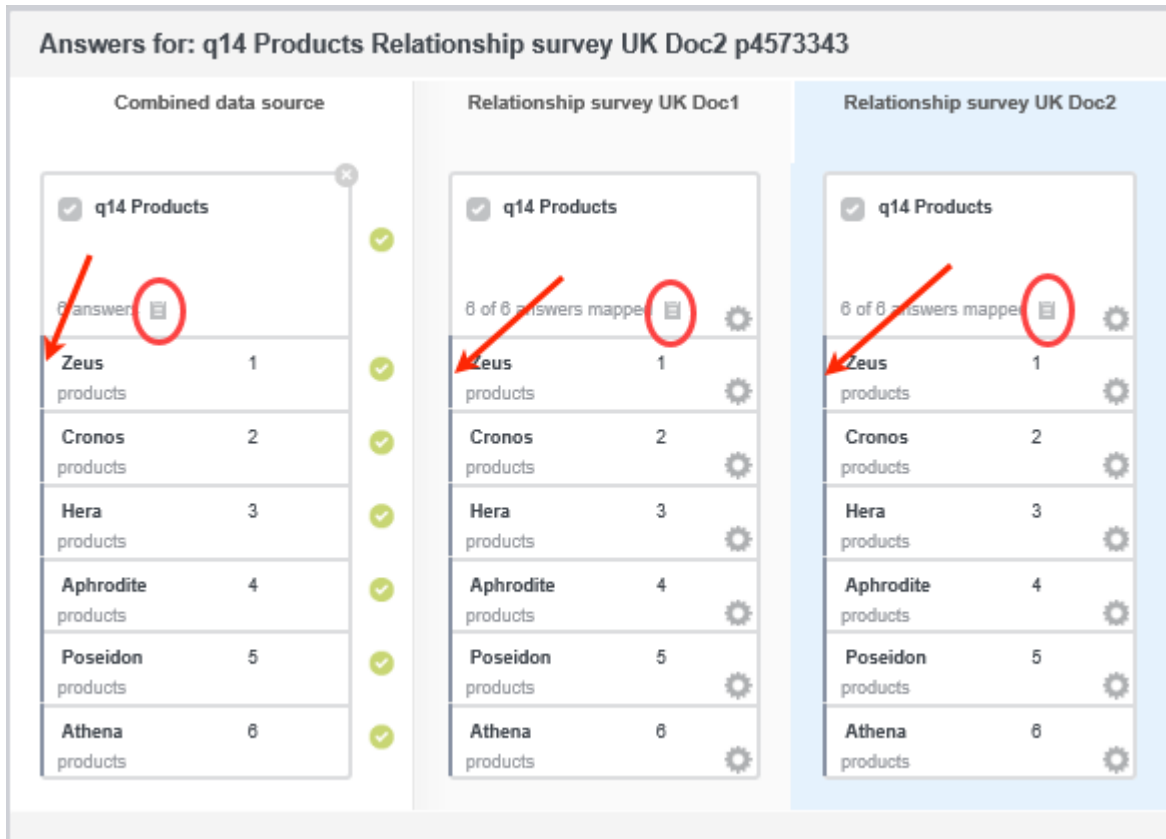 Answers for: q14 Products Relationship survey UK Doc2 p4573343
Combined data source
Relationship survey UK Doc1
Relationship survey UK Doc2
q14 Products
6 answers
Zeus 1
products
Cronos 2
products
Hera 3
products
Aphrodite 4
products
Poseidon 5
products
Athena 6
products
q14 Products
6 of 6 answers mapped
Zeus 1
products
Cronos 2
products
Hera 3
products
Aphrodite 4
products
Poseidon 5
products
Athena 6
products
q14 Products
6 of 6 answers mapped
Zeus 1
products
Cronos 2
products
Hera 3
products
Aphrodite 4
products
Poseidon 5
products
Athena 6
products